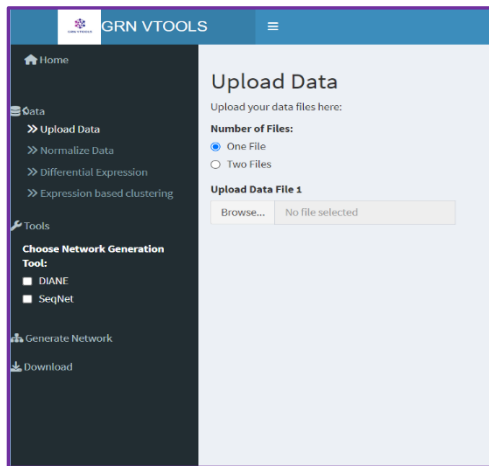 GRN VTOOLS
Home
Data
Upload Data
Normalize Data
Differential Expression
Expression based clustering
Tools
Choose Network Generation
Tool:
DIANE
SeqNet
Generate Network
Download
Upload Data
Upload your data files here:
Number of Files:
One File
Two Files
Upload Data File 1
Browse... No file selected